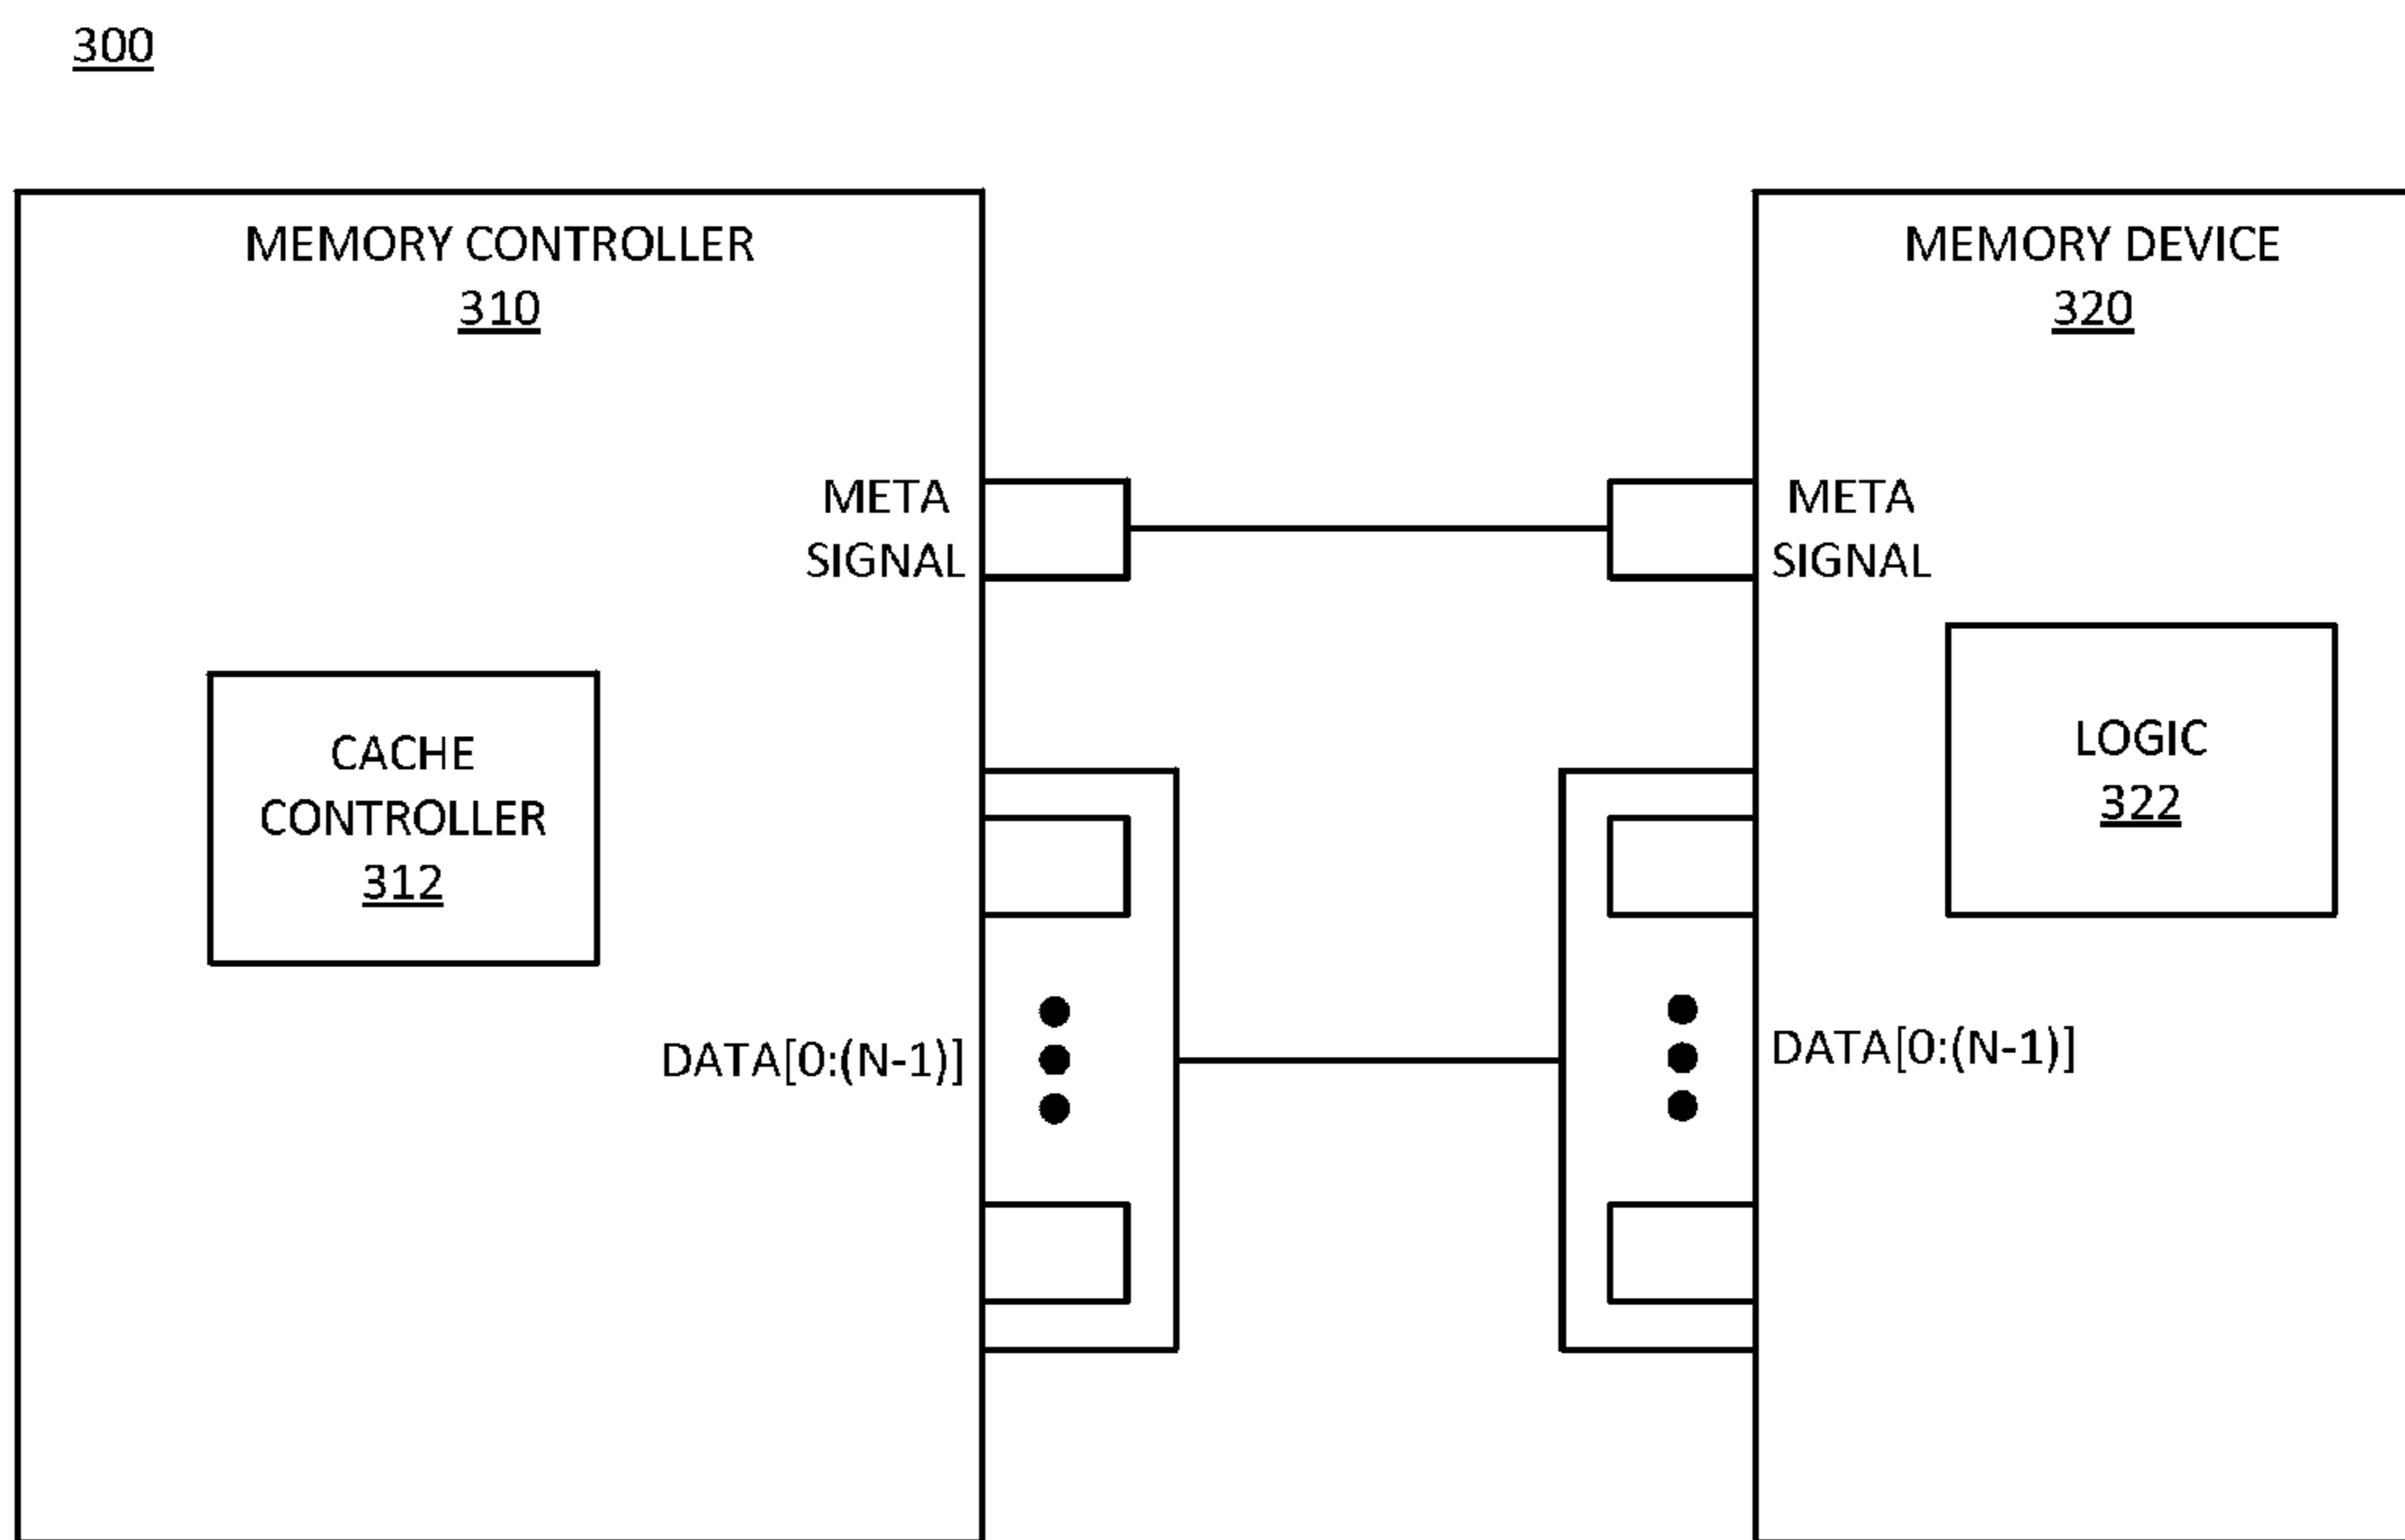 300
MEMORY CONTROLLER
310
MEMORY DEVICE
320
META
SIGNAL
META
SIGNAL
CACHE
CONTROLLER
312
LOGIC
322
DATA[0:(N-1)]
DATA[0:(N-1)]